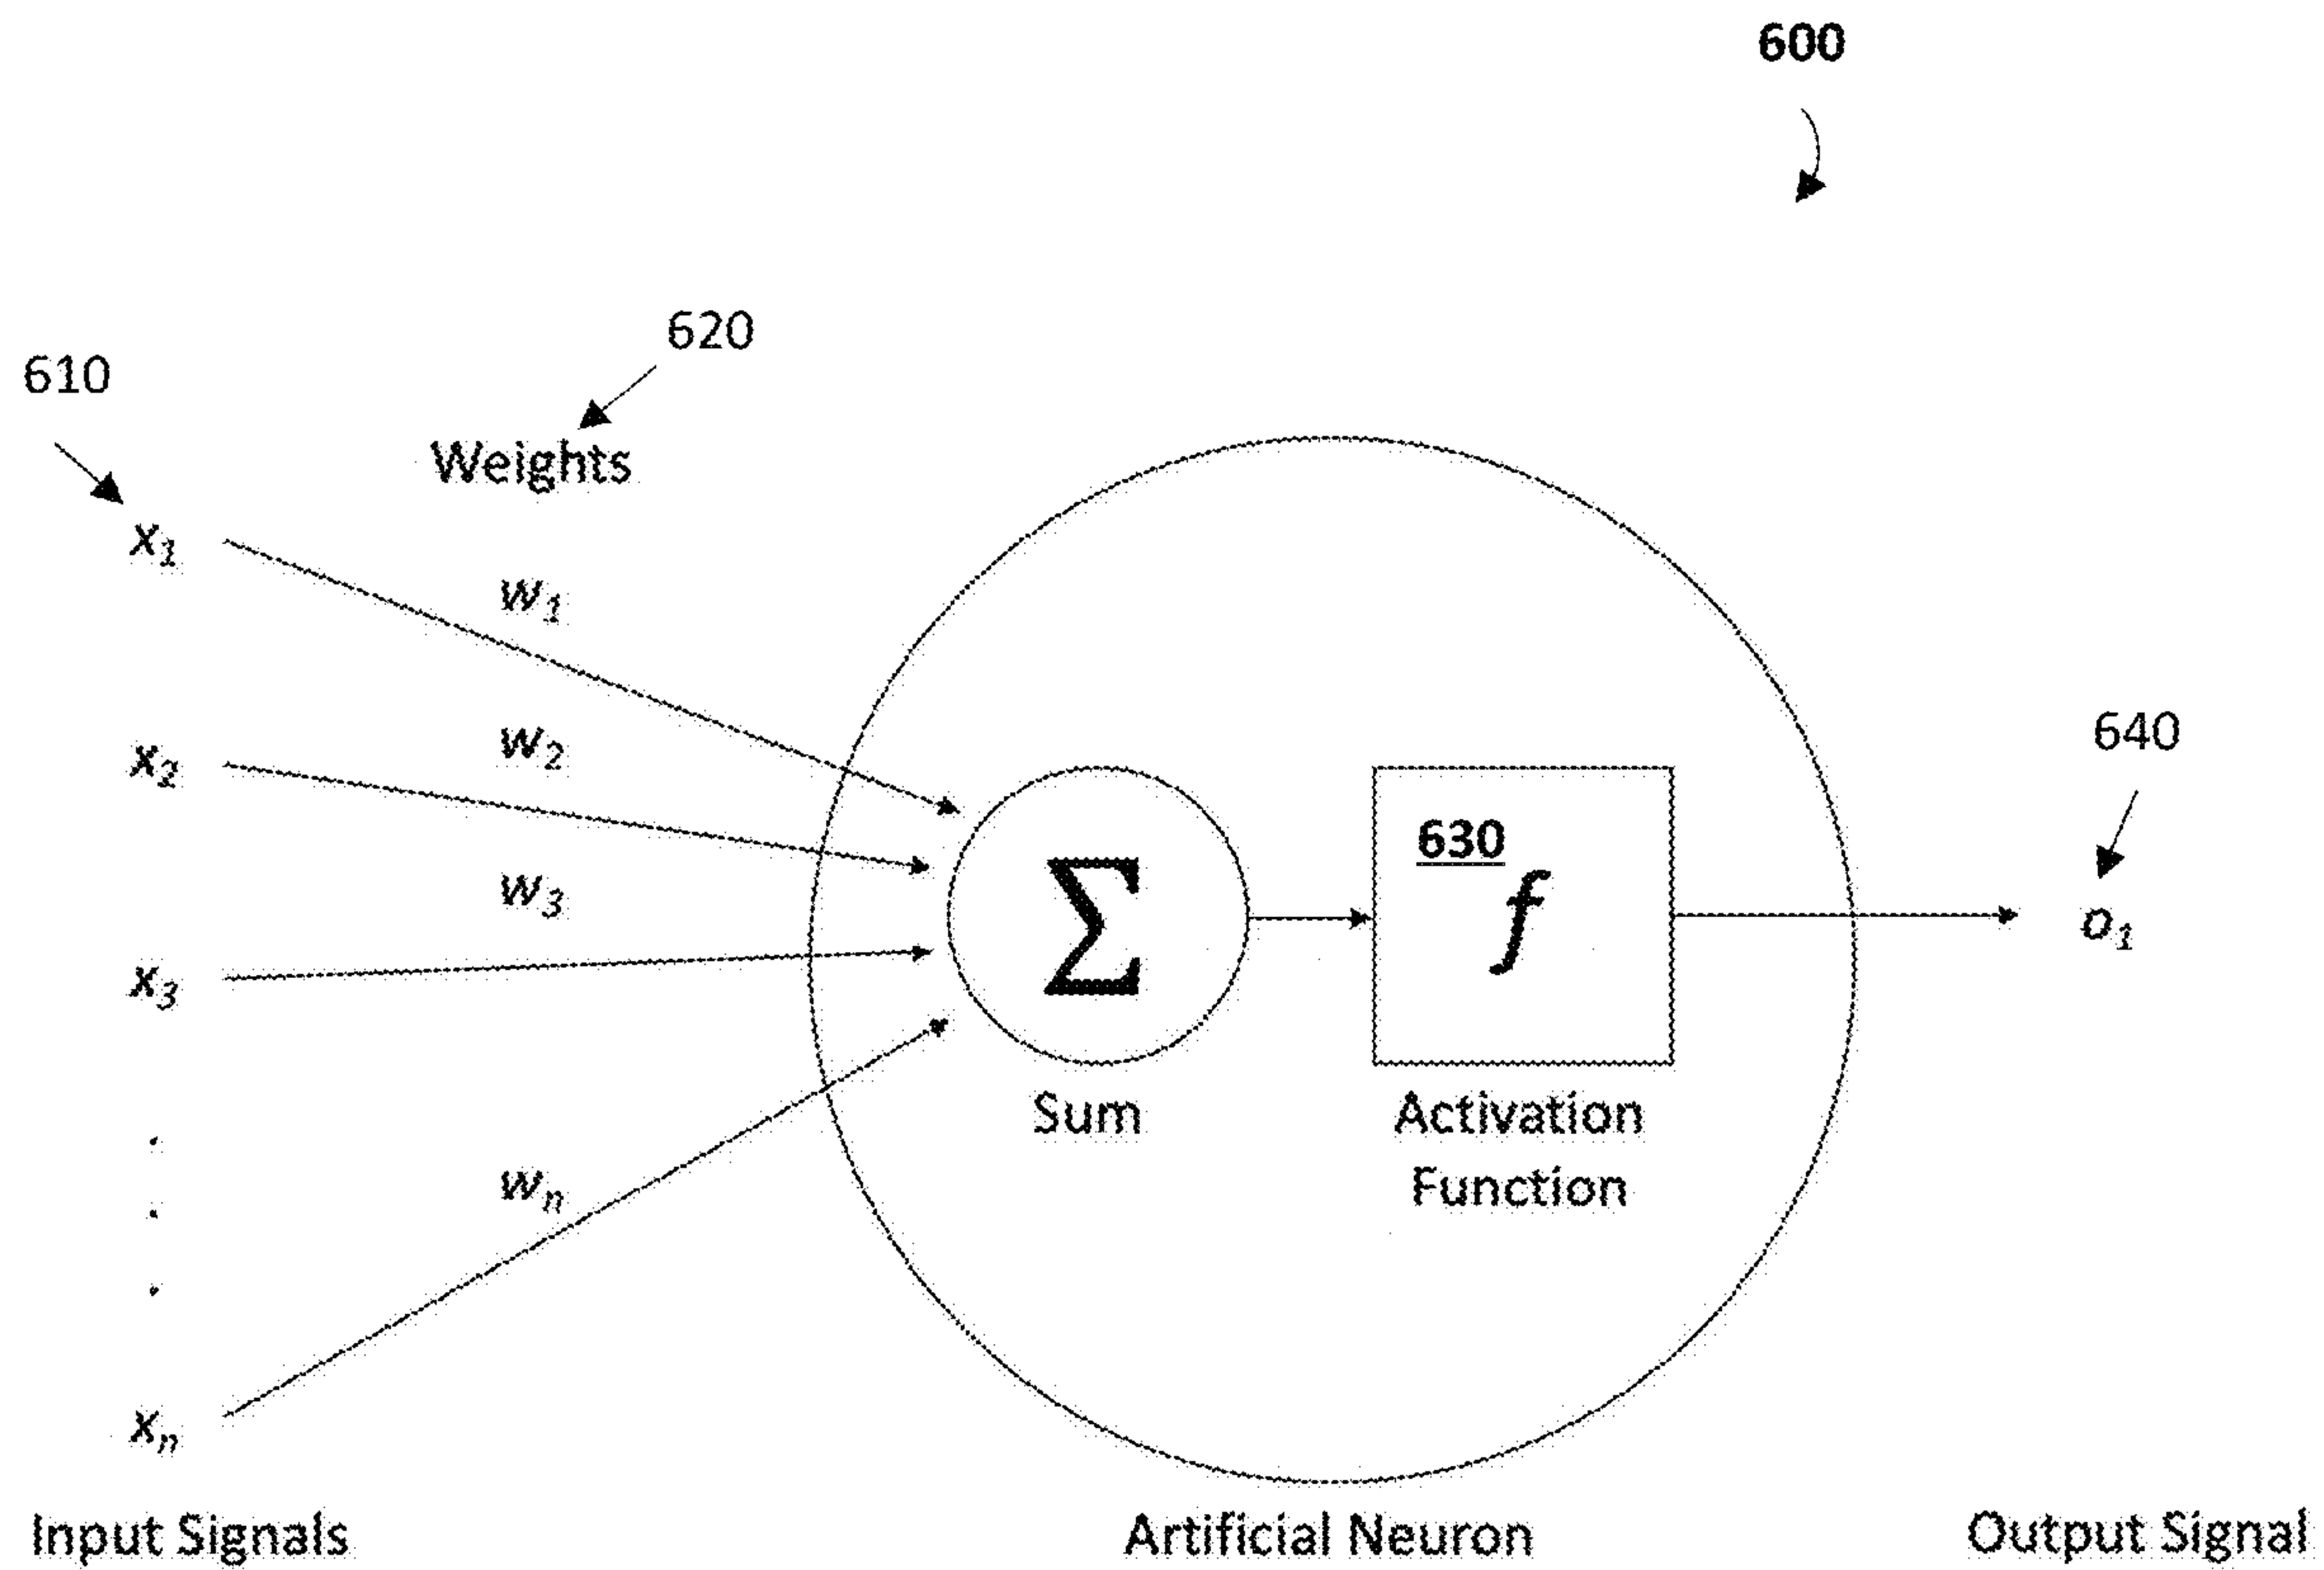 600
620
610
Weights
x1
w1
640
w2
x2
630
w3
Σ
f
o1
x3
Sum
Activation
Function
.
.
.
wn
xn
Input Signals
Artificial Neuron
Output Signal